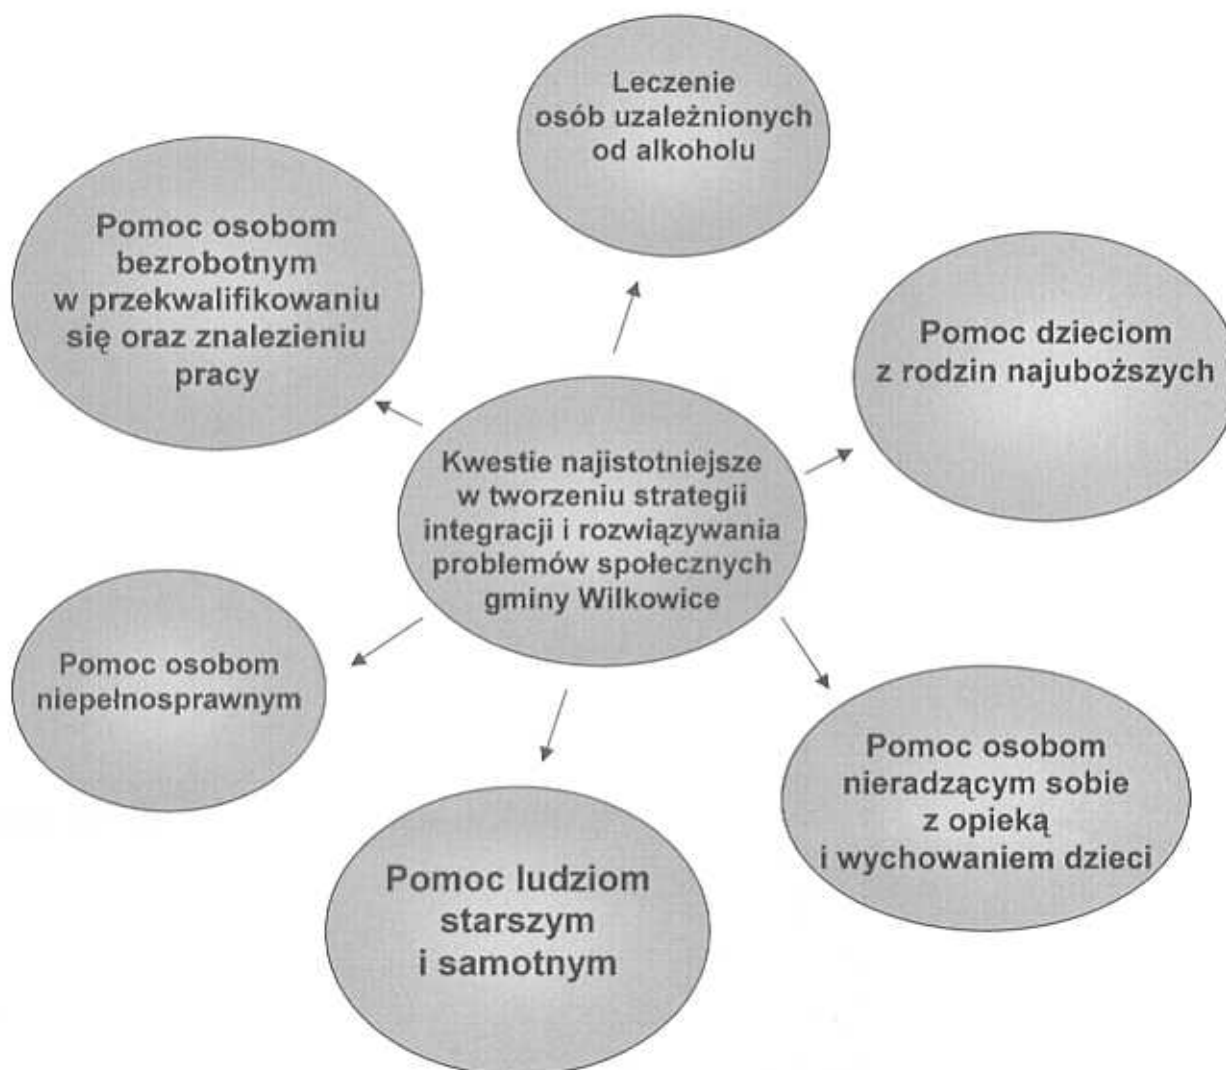 Leczenie
osób uzależnionych
od alkoholu
Pomoc osobom
bezrobotnym
w przekwalifikowaniu
się oraz znalezieniu
pracy
Pomoc dzieciom
z rodzin najuboższych
Kwestie najistotniejsze
w tworzeniu strategii
integracji i rozwiązywania
problemów społecznych
gminy Wilkowice
Pomoc osobom
niepełnosprawnym
Pomoc osobom
nieradzącym sobie
z opieką
i wychowaniem dzieci
Pomoc ludziom
starszym
i samotnym